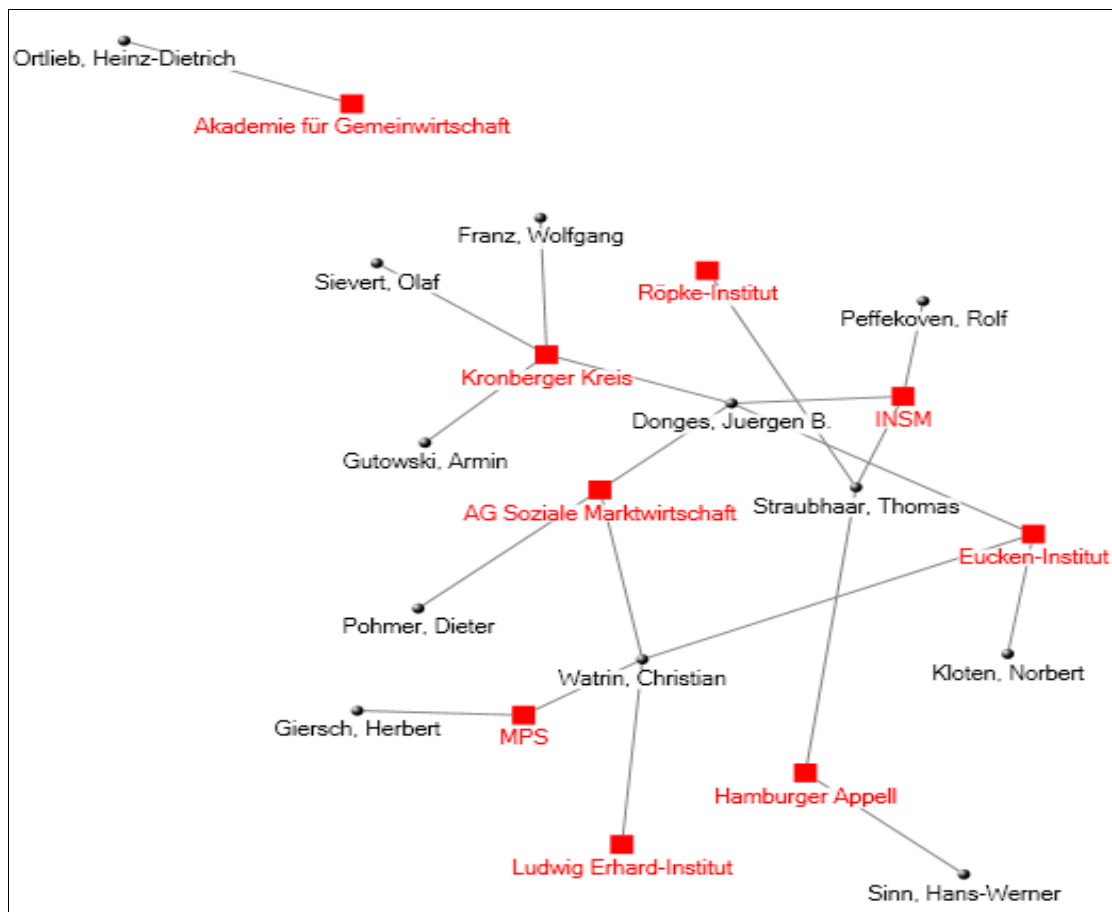 Ortlieb, Heinz-Dietrich
Akademie für Gemeinwirtschaft
Franz, Wolfgang
Sievert, Olaf
Röpke-Institut
Peffekoven, Rolf
Kronberger Kreis
Donges, Juergen B.
INSM
Gutowski, Armin
AG Soziale Marktwirtschaft
Straubhaar, Thomas
Eucken-Institut
Pohmer, Dieter
Watrin, Christian
Kloten, Norbert
Giersch, Herbert
MPS
Hamburger Appell
Ludwig Erhard-Institut
Sinn, Hans-Werner